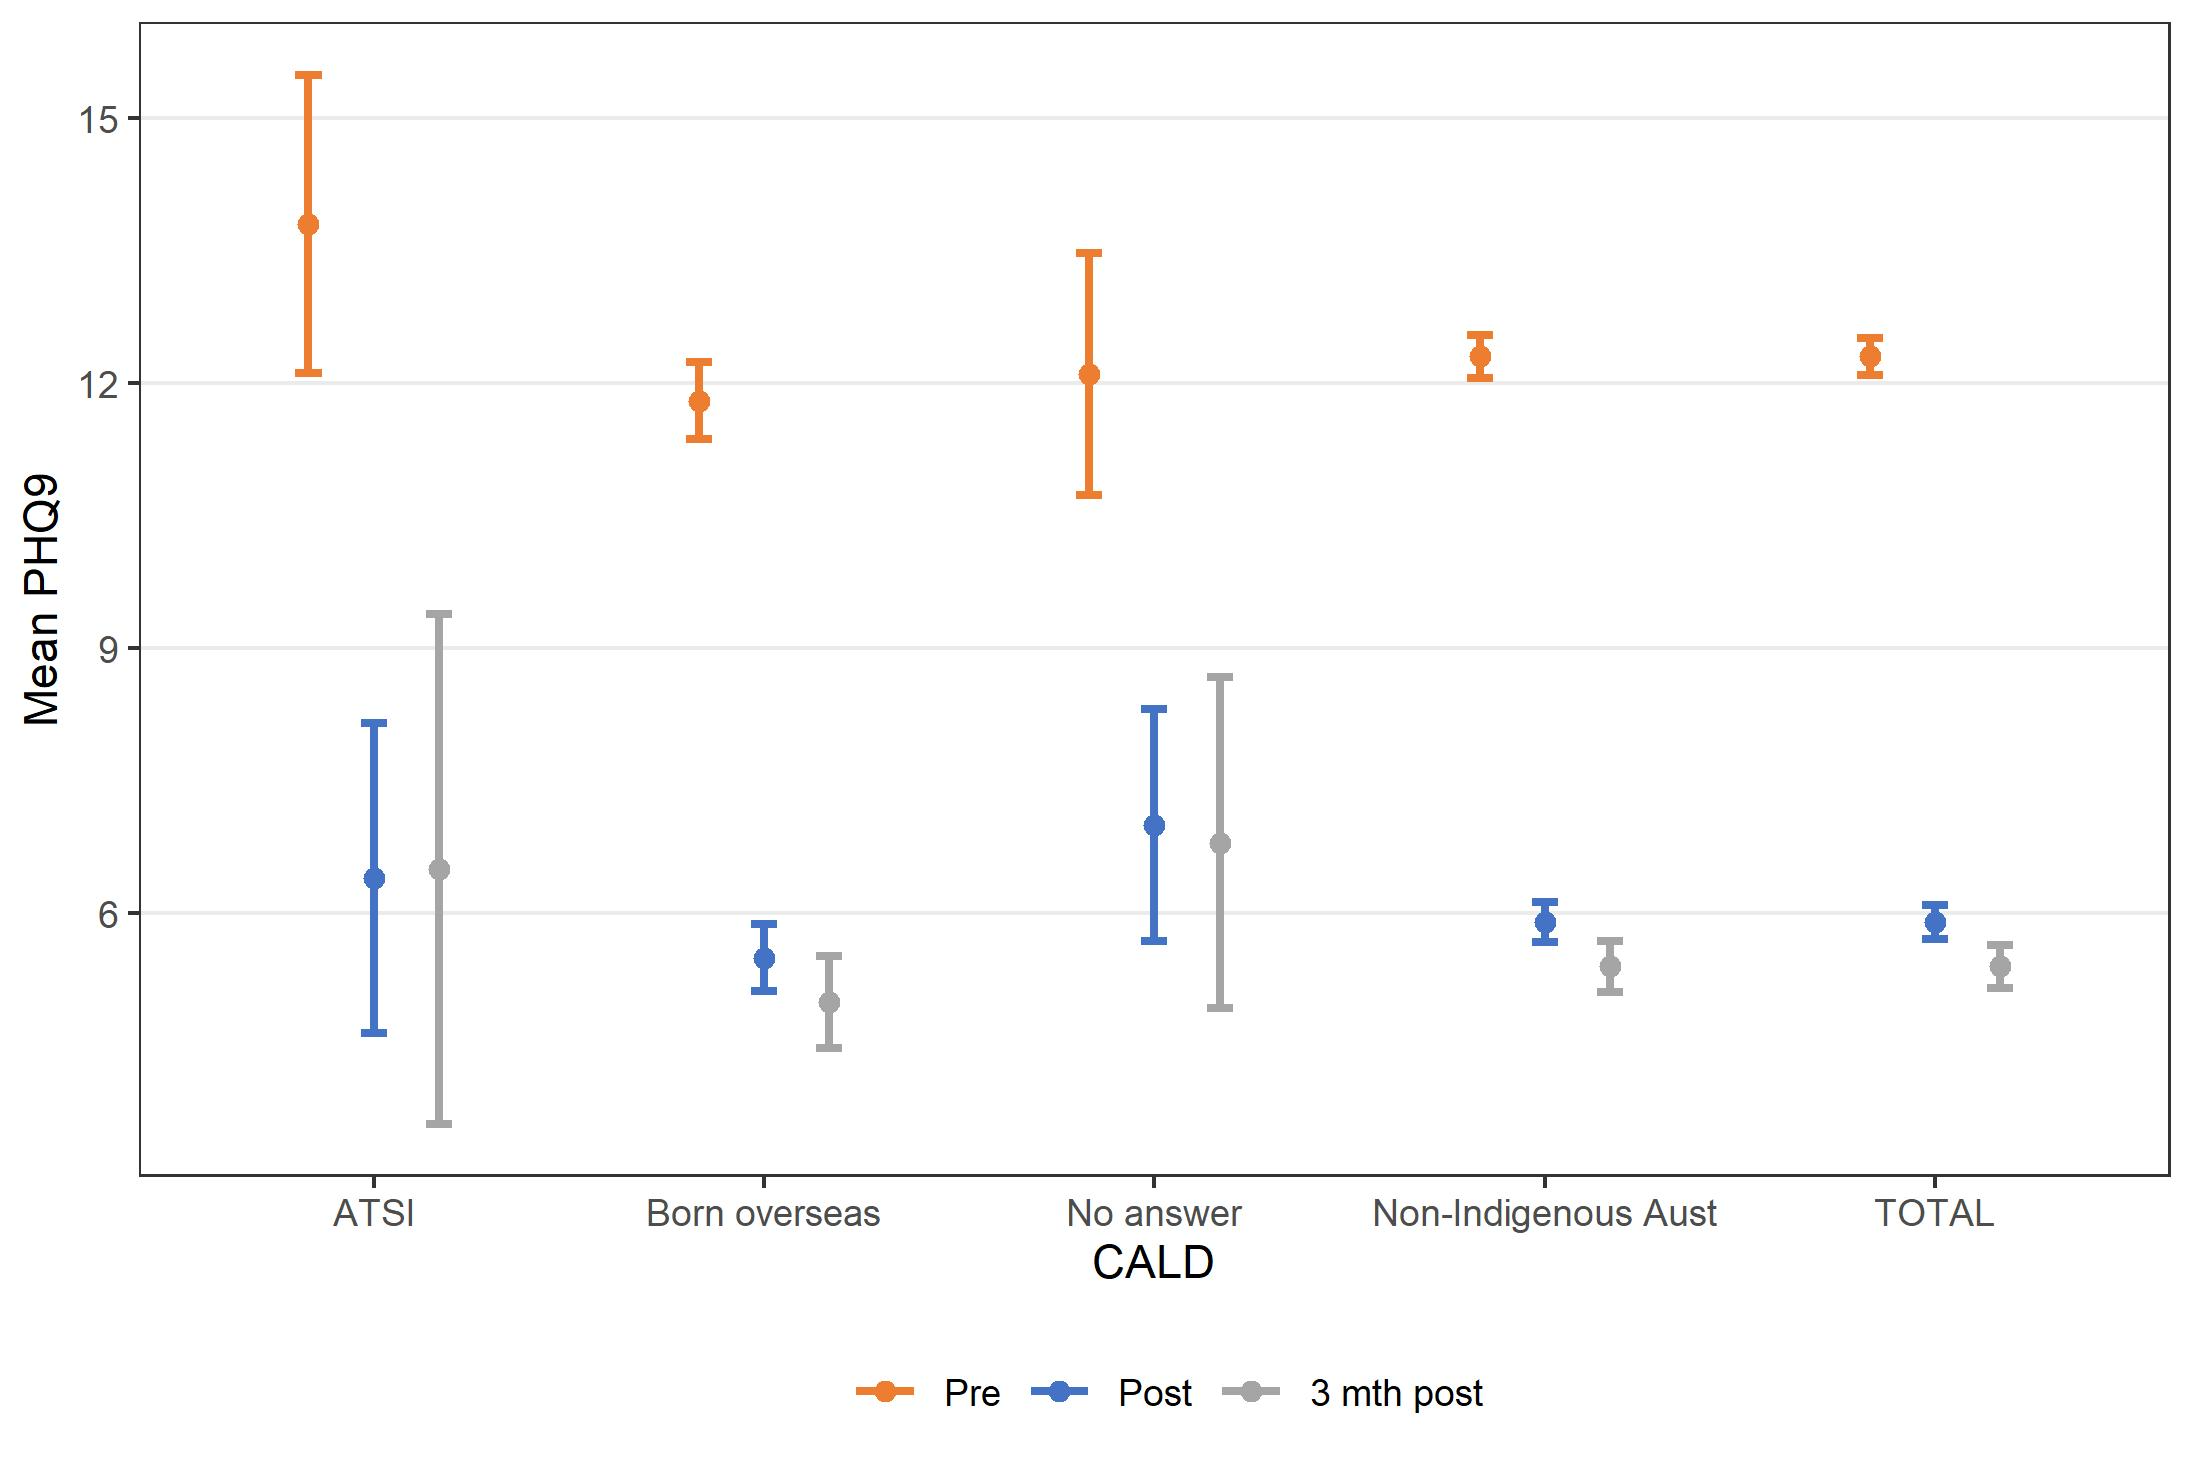 15
12
9
6
Mean PHQ9
ATSI Born overseas No answer Non-Indigenous Aust TOTAL
CALD
Pre Post 3 mth post